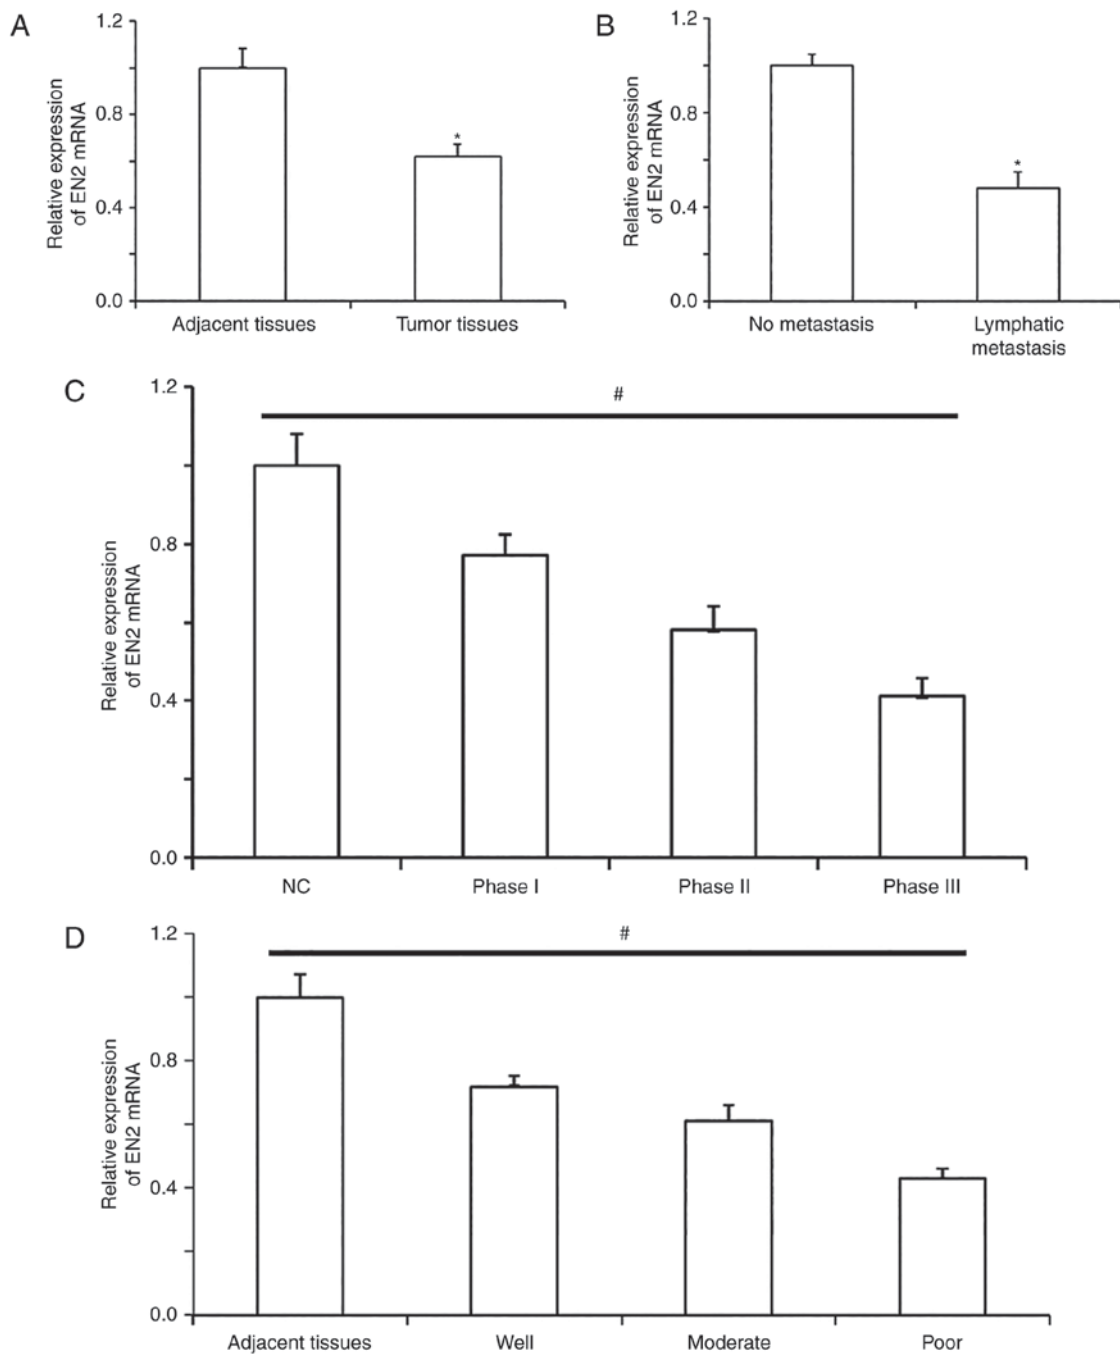 A
Relative expression
of EN2 mRNA
1.2
0.8
0.4
0.0
*
Adjacent tissues
Tumor tissues
B
Relative expression
of EN2 mRNA
1.2
0.8
0.4
0.0
*
No metastasis
Lymphatic
metastasis
C
Relative expression
of EN2 mRNA
1.2
0.8
0.4
0.0
#
NC
Phase I
Phase II
Phase III
D
Relative expression
of EN2 mRNA
1.2
0.8
0.4
0.0
#
Adjacent tissues
Well
Moderate
Poor